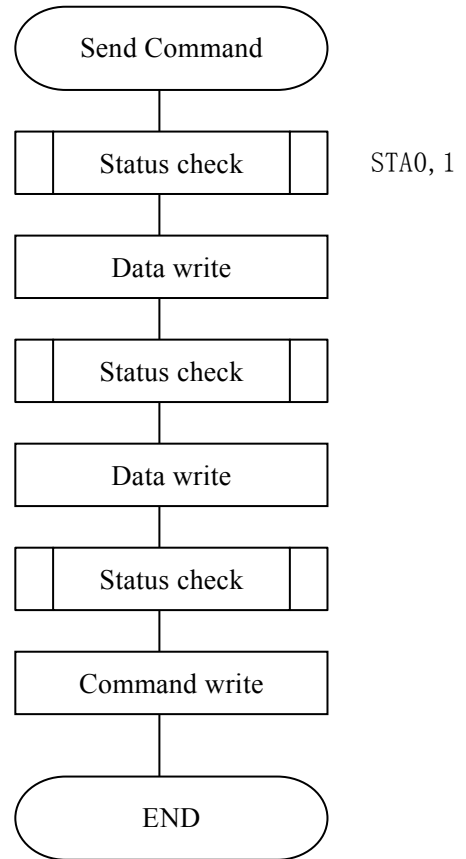 Send Command
Status check
STA0, 1
Data write
Status check
Data write
Status check
Command write
END